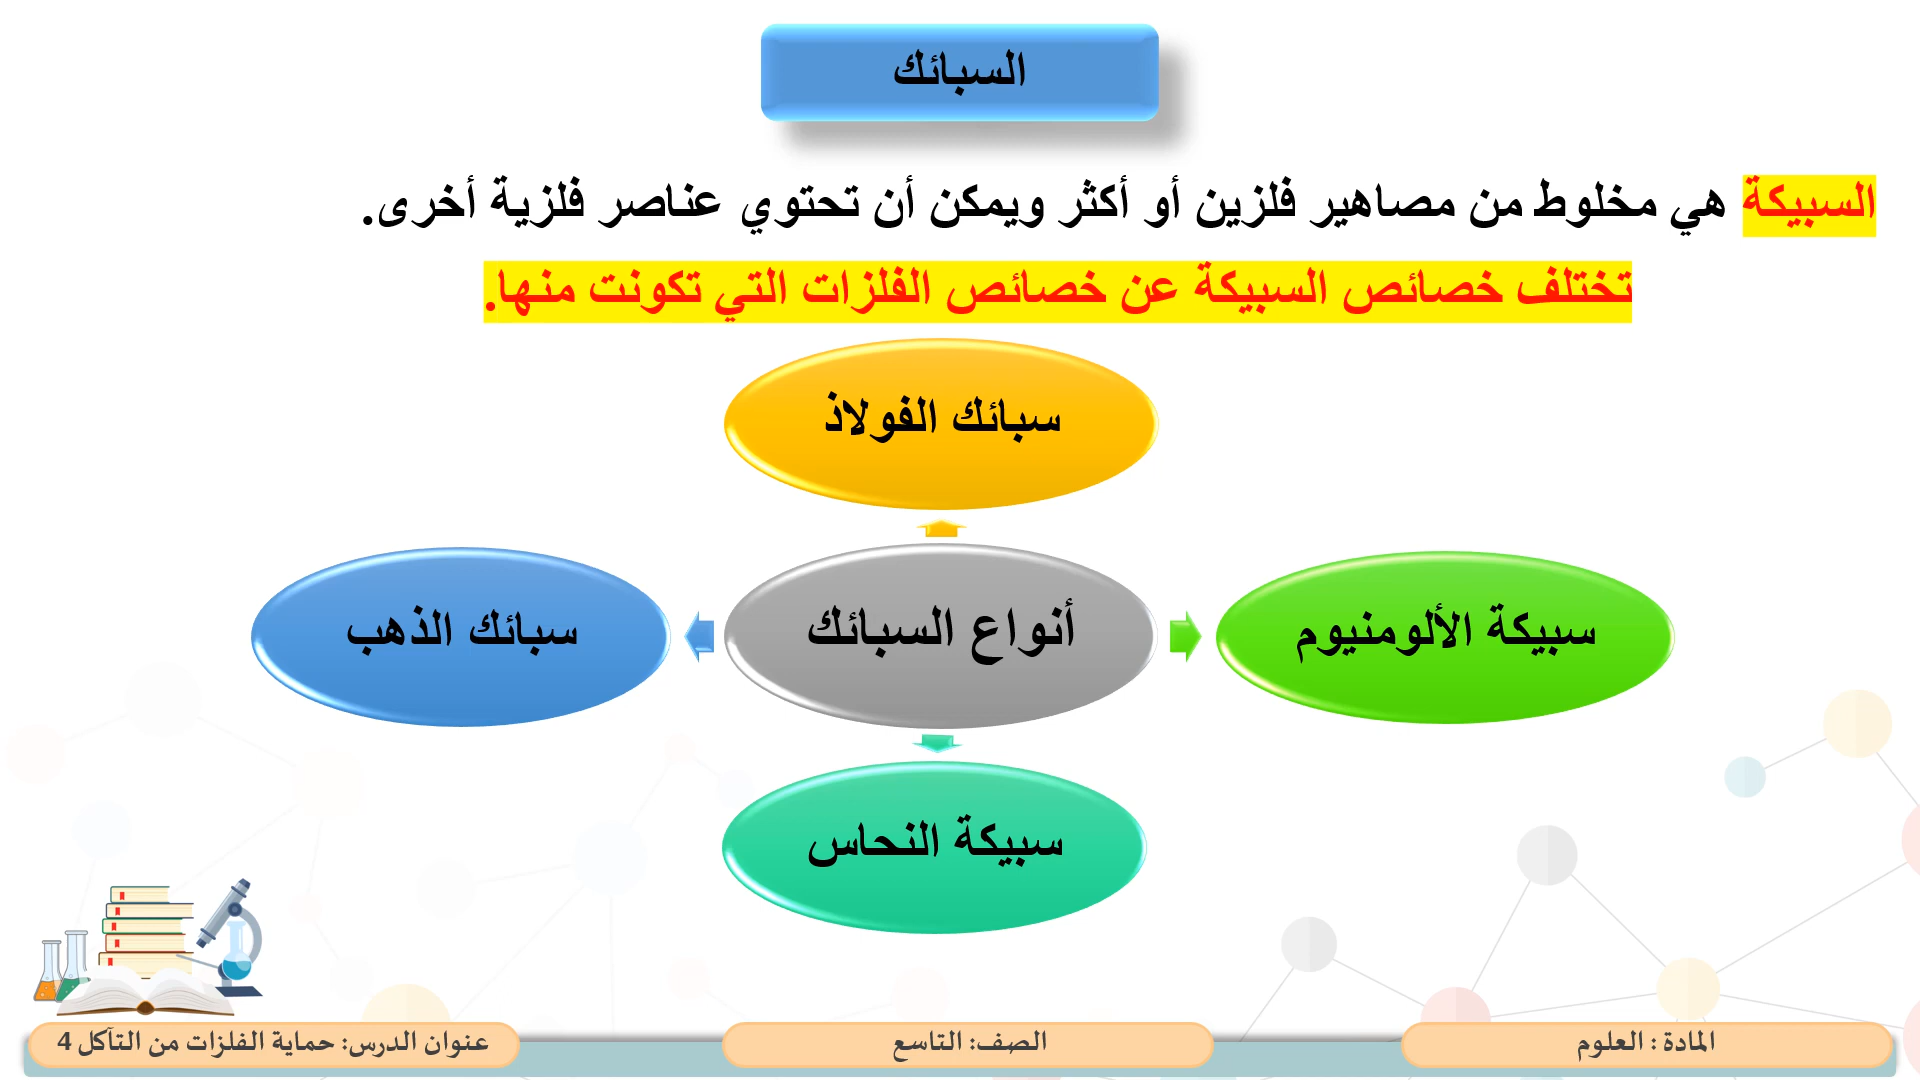 السبائك
السبيكة هي مخلوط من مصاهير فلزين أو أكثر ويمكن أن تحتوي عناصر فلزية أخرى.
تختلف خصائص السبيكة عن خصائص الفلزات التي تكونت منها.
سبائك الفولاذ
سبيكة الألومنيوم
أنواع السبائك
سبائك الذهب
سبيكة النحاس
المادة : العلوم
الصف: التاسع
عنوان الدرس: حماية الفلزات من التآكل 4